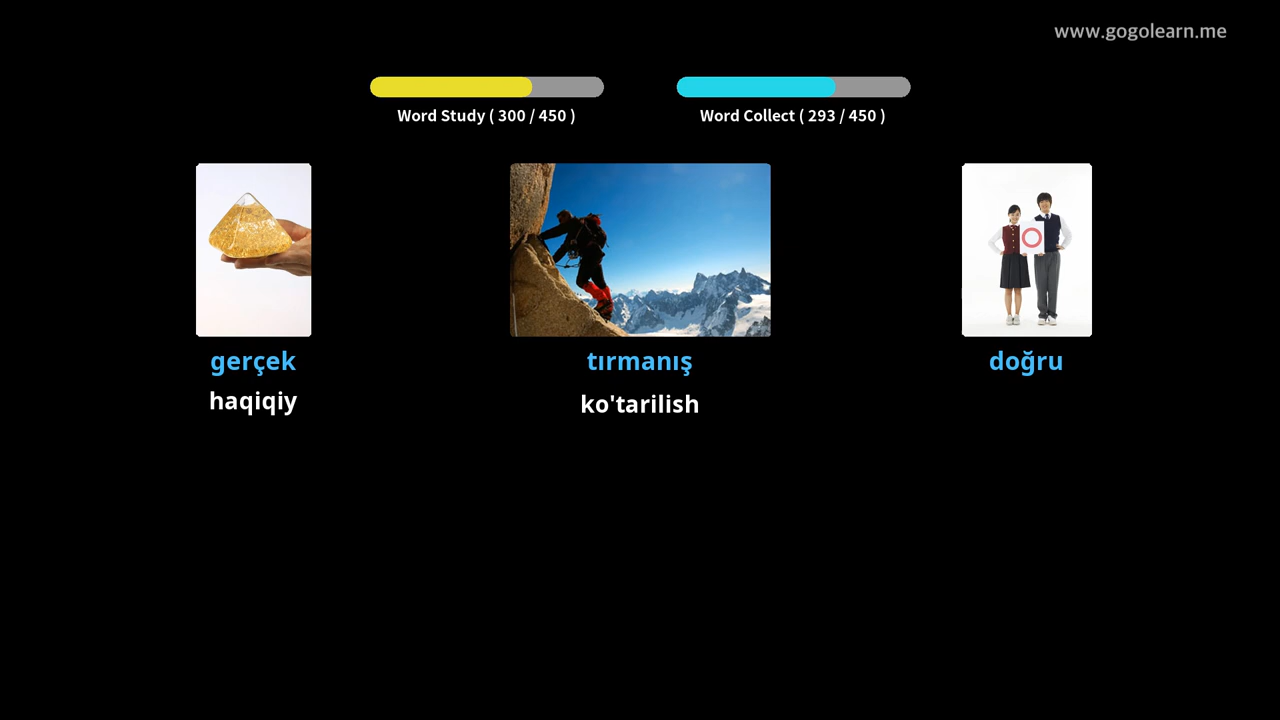 www.gogolearn.me
Word Study ( 300 / 450 )
Word Collect ( 293 / 450 )
gerçek
haqiqiy
tırmanış
ko'tarilish
doğru